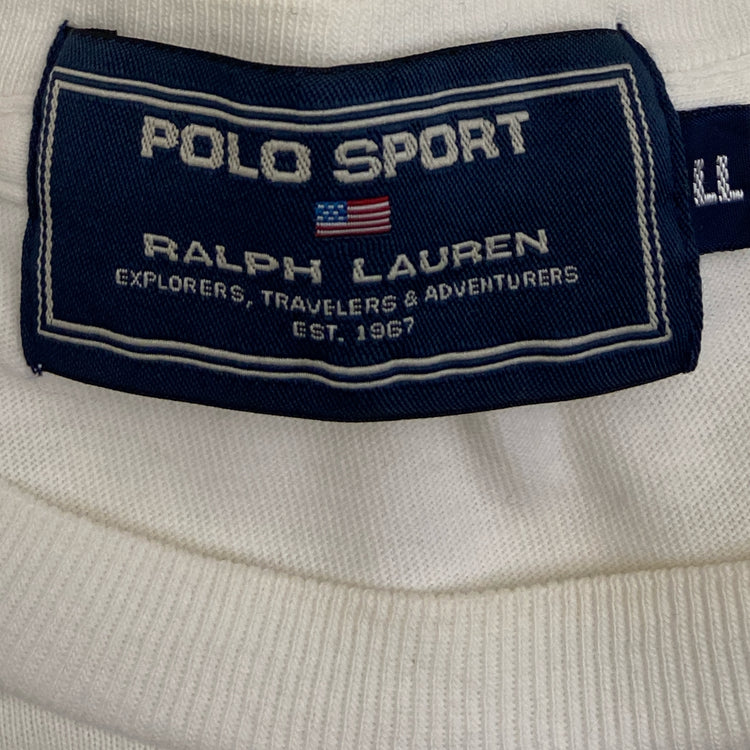 POLO SPORT
RALPH LAUREN
EXPLORERS, TRAVELERS & ADVENTURERS
EST. 1967
LL